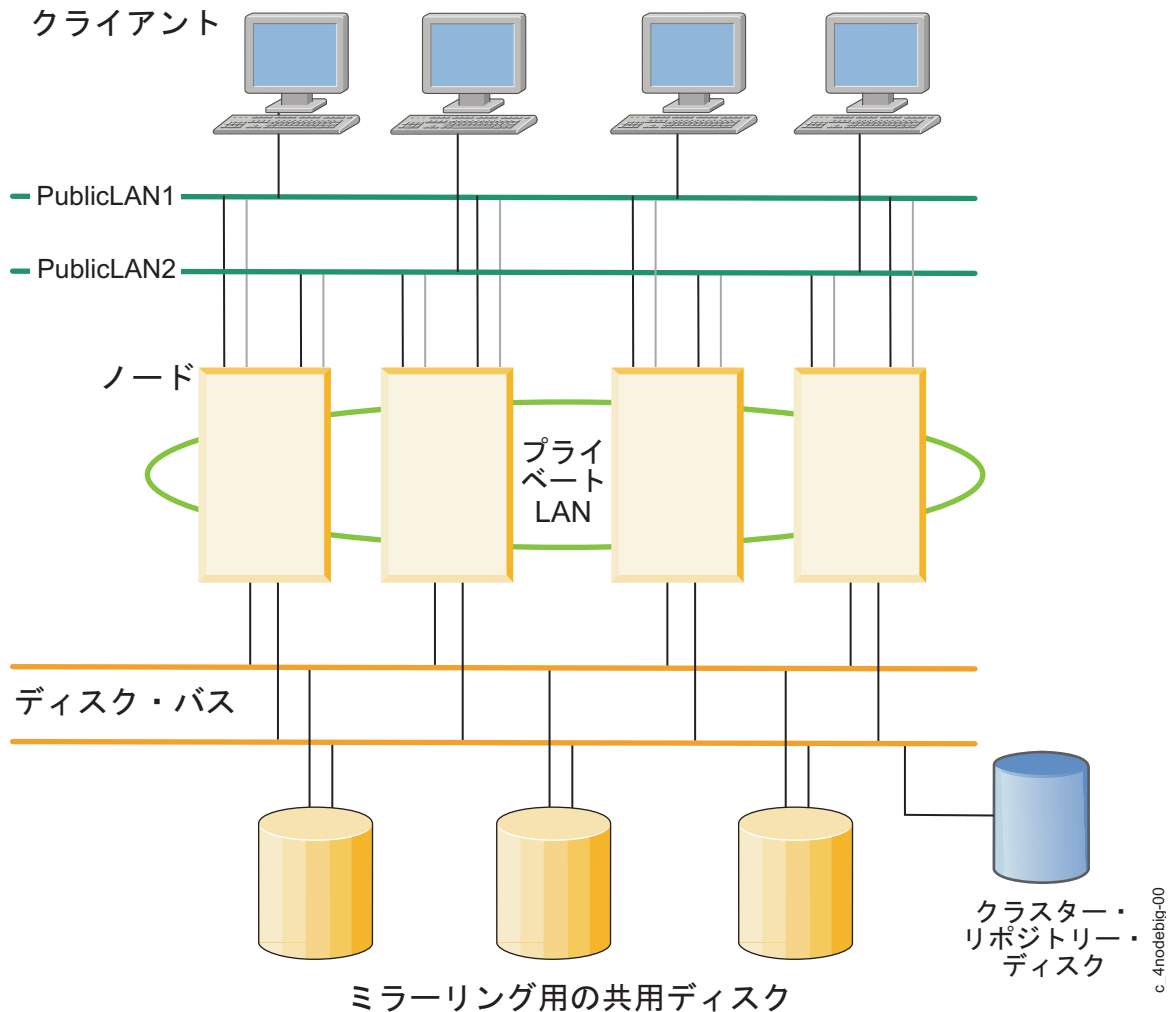 クライアント
PublicLAN1
PublicLAN2
ノード
プライ
ベート
LAN
ディスク・バス
クラスター・
リポジトリー・
ディスク
ミラーリング用の共用ディスク
c_4nodebig-00